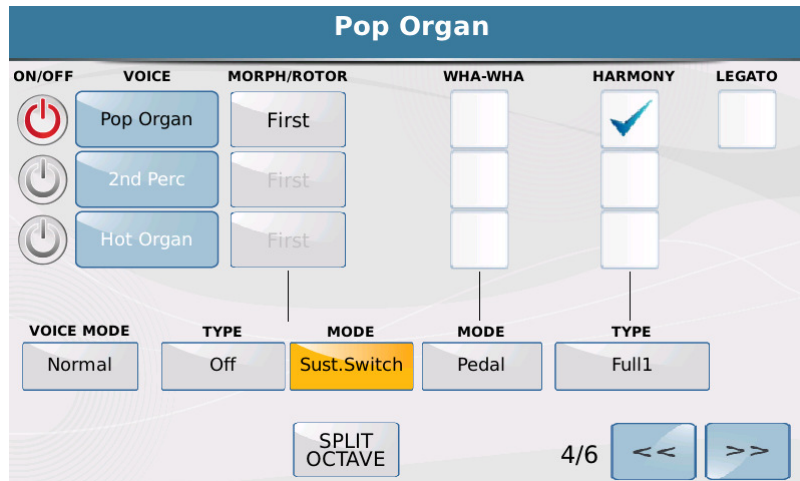 Pop Organ
ON/OFF VOICE MORPH/ROTOR WHA-WHA HARMONY LEGATO
Pop Organ First
2nd Perc First
Hot Organ First
VOICE MODE TYPE MODE MODE TYPE
Normal Off Sust.Switch Pedal Full1
SPLIT
OCTAVE
4/6 << >>